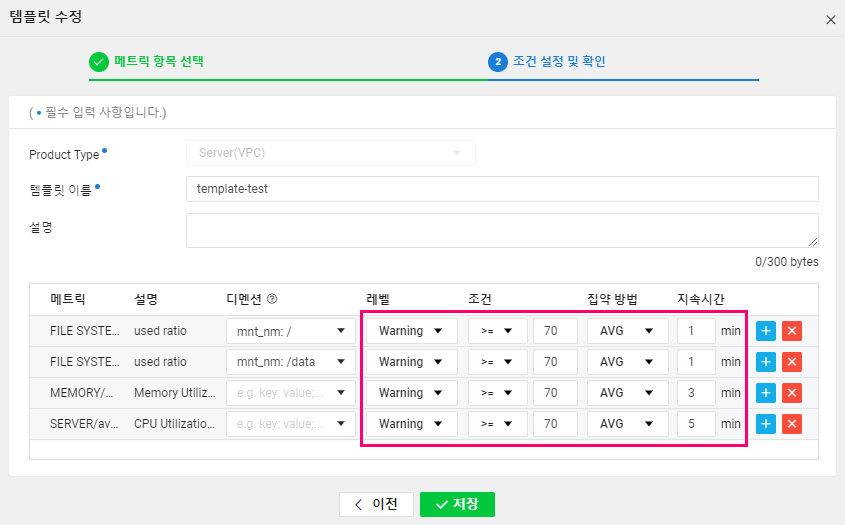 템플릿 수정
메트릭 항목 선택
2 조건 설정 및 확인
( • 필수 입력 사항입니다.)
Product Type
Server(VPC)
템플릿 이름
template-test
설명
0/300 bytes
메트릭 설명 디멘션 레벨 조건 집약 방법 지속시간
FILE SYSTE... used ratio mnt_nm: / Warning >= 70 AVG 1 min
FILE SYSTE... used ratio mnt_nm: /data Warning >= 70 AVG 1 min
MEMORY/... Memory Utiliz... e.g. key: value;... Warning >= 70 AVG 3 min
SERVER/av... CPU Utilizatio... e.g. key: value;... Warning >= 70 AVG 5 min
이전
저장